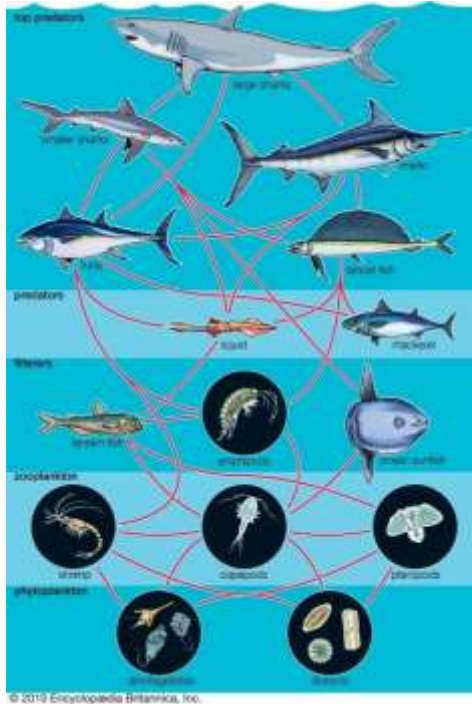 top predators
large sharks
smaller sharks
marlin
tuna
lancet fish
predators
squid
mackerel
filterers
lantern fish
amphipods
ocean sunfish
zooplankton
shrimp
copepods
pteropods
phytoplankton
dinoflagellates
diatoms
© 2010 Encyclopædia Britannica, Inc.